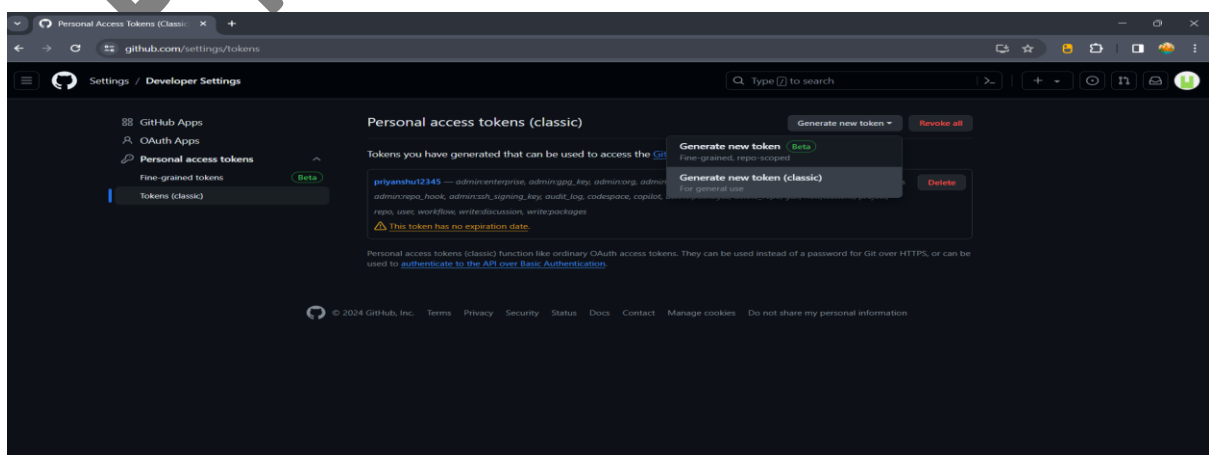 Personal Access Tokens (Classic
github.com/settings/tokens
Settings / Developer Settings
Type / to search
GitHub Apps
OAuth Apps
Personal access tokens
Fine-grained tokens Beta
Tokens (classic)
Personal access tokens (classic)
Generate new token
Revoke all
Tokens you have generated that can be used to access the
Generate new token Beta
Fine-grained, repo-scoped
Generate new token (classic)
For general use
priyanshu12345 — admin:enterprise, admin:gpg_key, admin:org,
Delete
admin:repo_hook, admin:ssh_signing_key, audit_log, codespace, copilot,
repo, user, workflow, write:discussion, write:packages
This token has no expiration date.
Personal access tokens (classic) function like ordinary OAuth access tokens. They can be used instead of a password for Git over HTTPS, or can be
used to authenticate to the API over Basic Authentication.
© 2024 GitHub, Inc. Terms Privacy Security Status Docs Contact Manage cookies Do not share my personal information